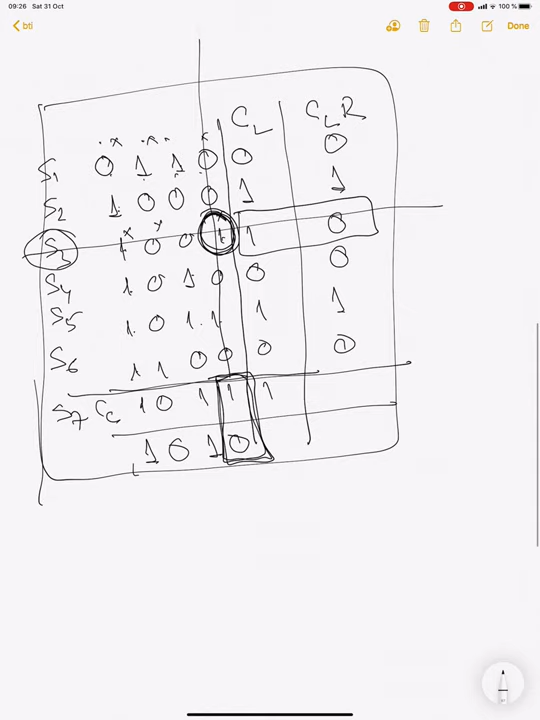 09:26 Sat 31 Oct 100 %
bti Done
C_L C_L R
S1 0 1 1 0 0 0
S2 1 0 0 0 1 1
S3 1 0 0 1 1 0
S4 1 0 1 0 0 0
S5 1 0 1 1 1 1
S6 1 1 0 0 0 0
S7 Cc 1 0 1 1 1
1 0 1 0